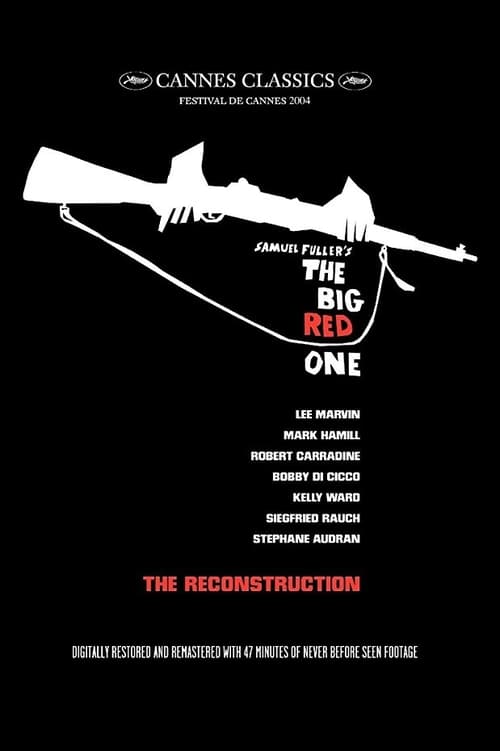 CANNES CLASSICS
FESTIVAL DE CANNES 2004
SAMUEL FULLER'S
THE
BIG
RED
ONE
LEE MARVIN
MARK HAMILL
ROBERT CARRADINE
BOBBY DI CICCO
KELLY WARD
SIEGFRIED RAUCH
STEPHANE AUDRAN
THE RECONSTRUCTION
DIGITALLY RESTORED AND REMASTERED WITH 47 MINUTES OF NEVER BEFORE SEEN FOOTAGE